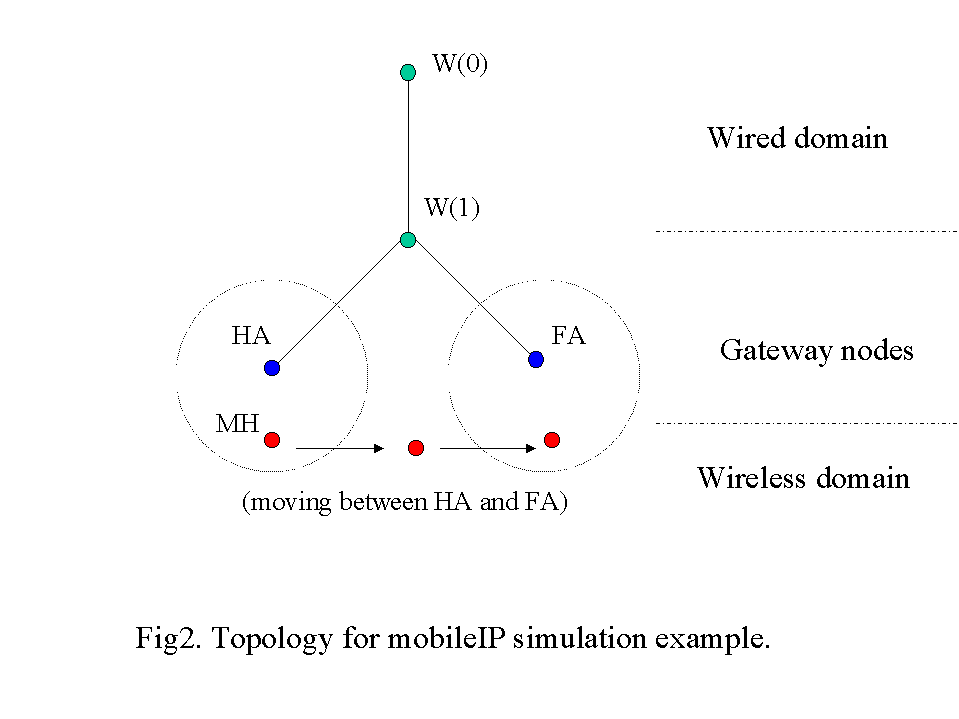 W(0)
Wired domain
W(1)
HA
FA
Gateway nodes
MH
Wireless domain
(moving between HA and FA)
Fig2. Topology for mobileIP simulation example.